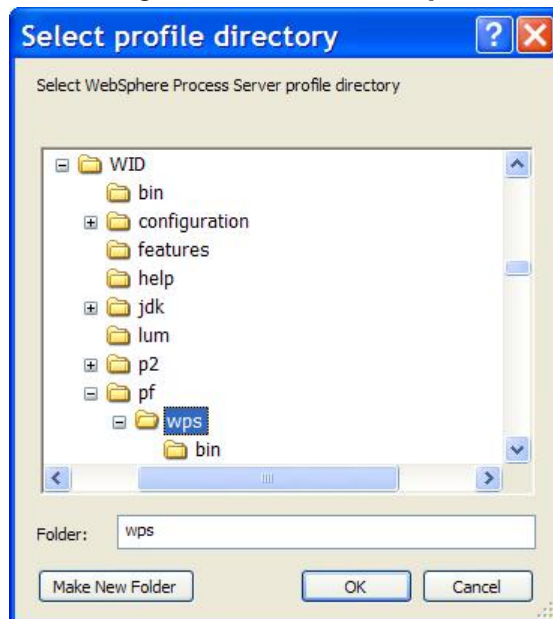 Select profile directory
Select WebSphere Process Server profile directory
WID
bin
configuration
features
help
jdk
lum
p2
pf
wps
bin
Folder: wps
Make New Folder OK Cancel